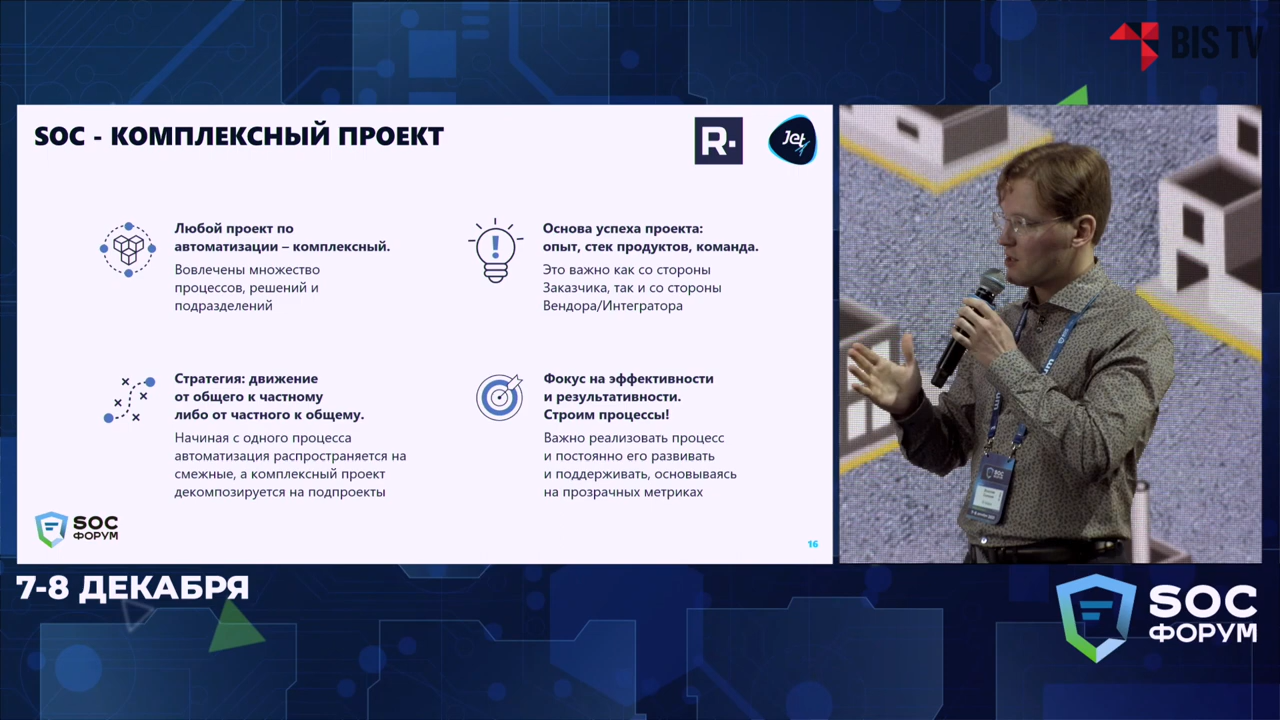 BIS TV
SOC - КОМПЛЕКСНЫЙ ПРОЕКТ
R.
Jet
Любой проект по
автоматизации – комплексный.
Вовлечены множество
процессов, решений и
подразделений
Основа успеха проекта:
опыт, стек продуктов, команда.
Это важно как со стороны
Заказчика, так и со стороны
Вендора/Интегратора
Стратегия: движение
от общего к частному
либо от частного к общему.
Начиная с одного процесса
автоматизация распространяется на
смежные, а комплексный проект
декомпозируется на подпроекты
Фокус на эффективности
и результативности.
Строим процессы!
Важно реализовать процесс
и постоянно его развивать
и поддерживать, основываясь
на прозрачных метриках
SOC
ФОРУМ
16
7-8 ДЕКАБРЯ
SOC
ФОРУМ